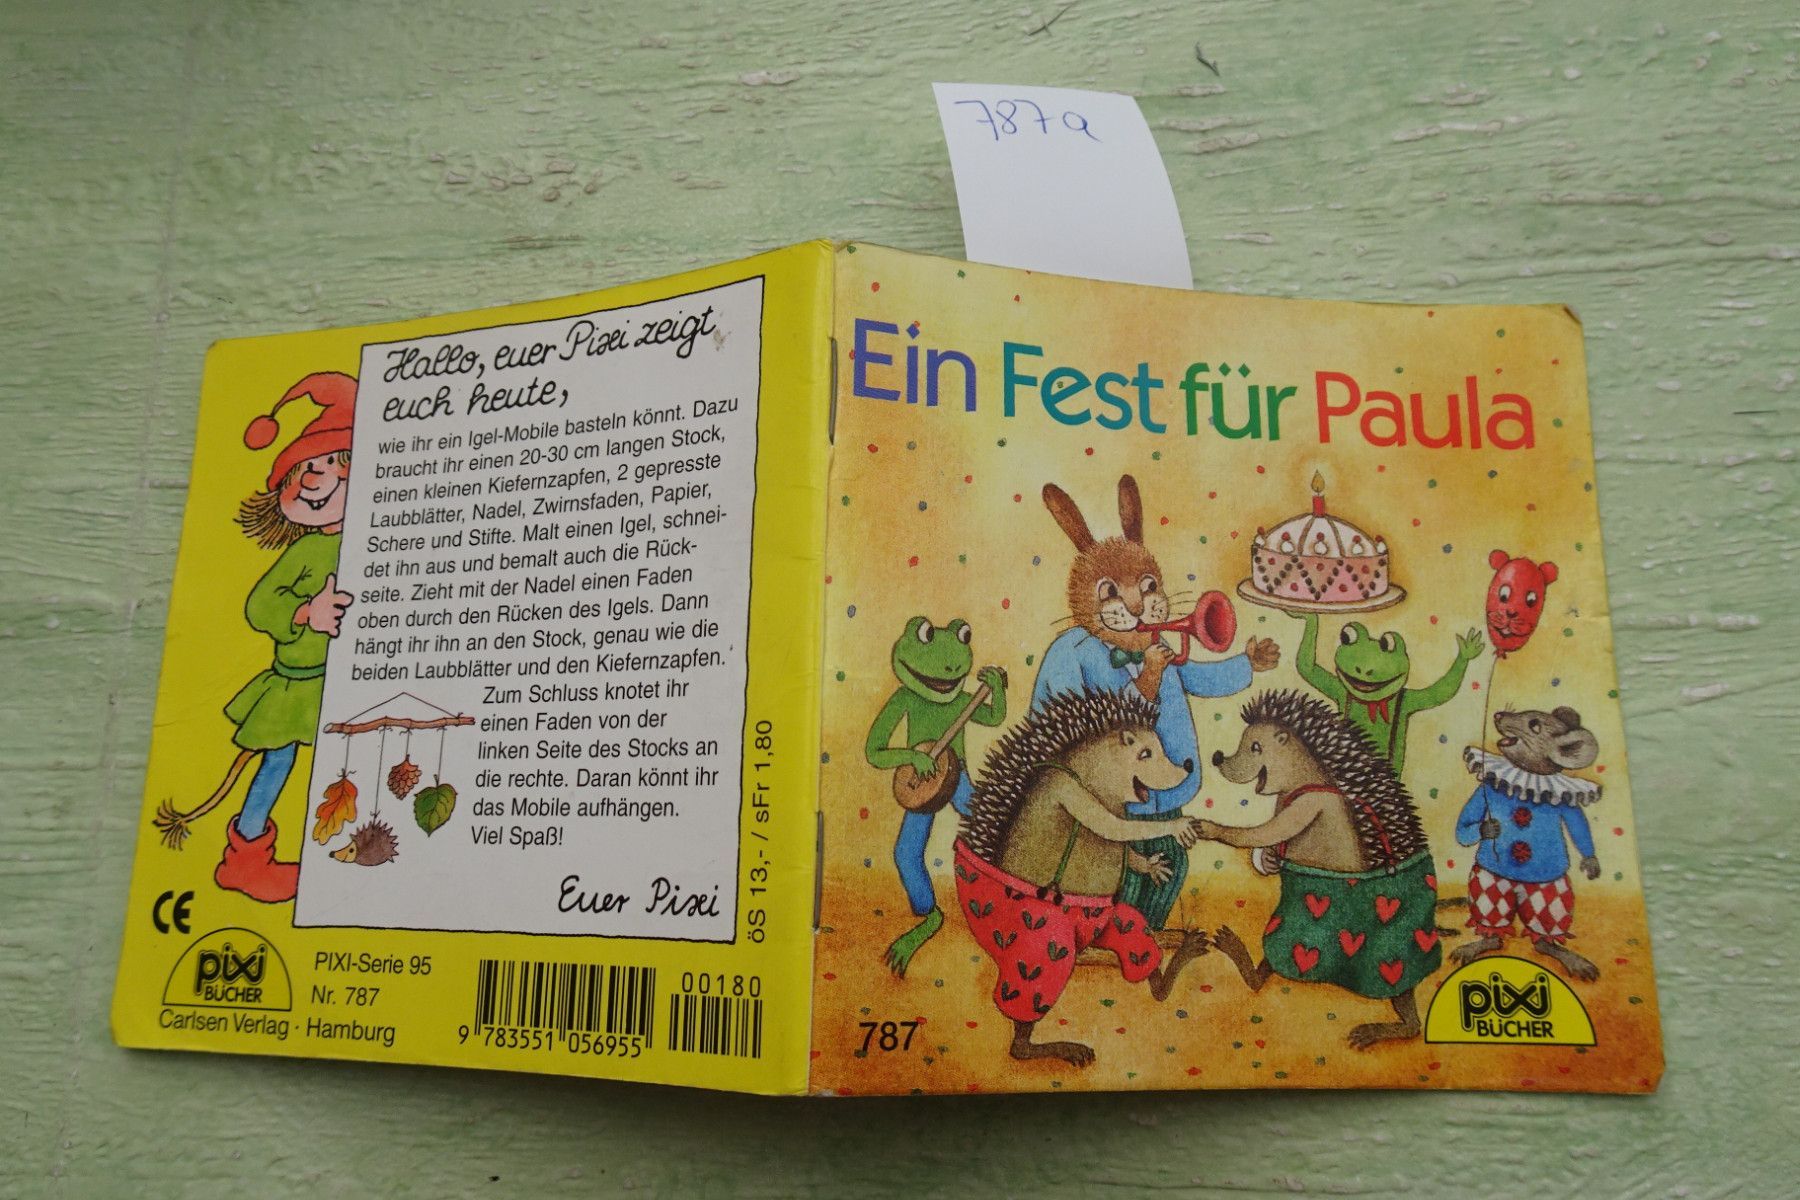 787a
Hallo, euer Pixi zeigt
euch heute,
wie ihr ein Igel-Mobile basteln könnt. Dazu
braucht ihr einen 20-30 cm langen Stock,
einen kleinen Kiefernzapfen, 2 gepresste
Laubblätter, Nadel, Zwirnsfaden, Papier,
Schere und Stifte. Malt einen Igel, schnei-
det ihn aus und bemalt auch die Rück-
seite. Zieht mit der Nadel einen Faden
oben durch den Rücken des Igels. Dann
hängt ihr ihn an den Stock, genau wie die
beiden Laubblätter und den Kiefernzapfen.
Zum Schluss knotet ihr
einen Faden von der
linken Seite des Stocks an
die rechte. Daran könnt ihr
das Mobile aufhängen.
Viel Spaß!
Euer Pixi
öS 13,- / sFr 1,80
CE
pixi
BÜCHER
PIXI-Serie 95
Nr. 787
Carlsen Verlag · Hamburg
00180
9 783551 056955
Ein Fest für Paula
787
pixi
BÜCHER